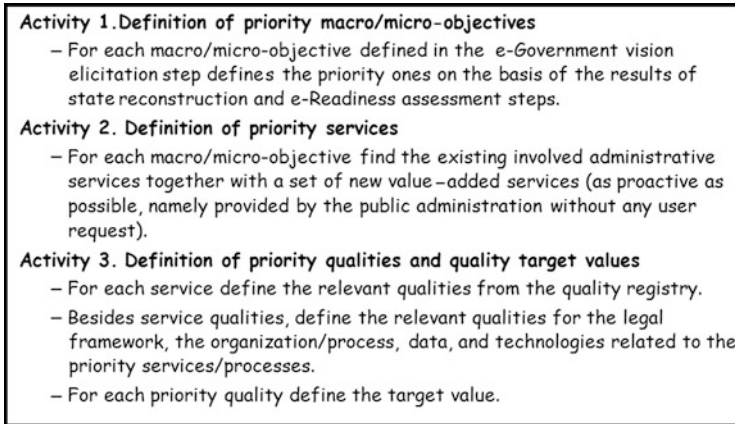 Activity 1.Definition of priority macro/micro-objectives
– For each macro/micro-objective defined in the e-Government vision
elicitation step defines the priority ones on the basis of the results of
state reconstruction and e-Readiness assessment steps.
Activity 2. Definition of priority services
– For each macro/micro-objective find the existing involved administrative
services together with a set of new value–added services (as proactive as
possible, namely provided by the public administration without any user
request).
Activity 3. Definition of priority qualities and quality target values
– For each service define the relevant qualities from the quality registry.
– Besides service qualities, define the relevant qualities for the legal
framework, the organization/process, data, and technologies related to the
priority services/processes.
– For each priority quality define the target value.